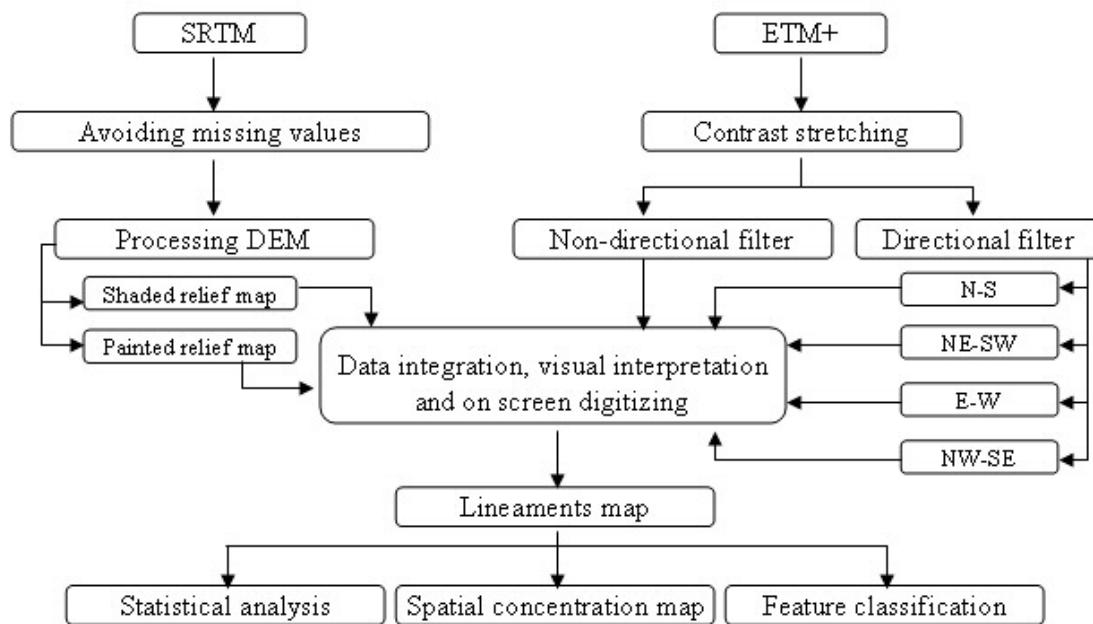 SRTM
ETM+
Avoiding missing values
Contrast stretching
Processing DEM
Non-directional filter
Directional filter
Shaded relief map
N-S
Painted relief map
NE-SW
Data integration, visual interpretation
and on screen digitizing
E-W
NW-SE
Lineaments map
Statistical analysis
Spatial concentration map
Feature classification